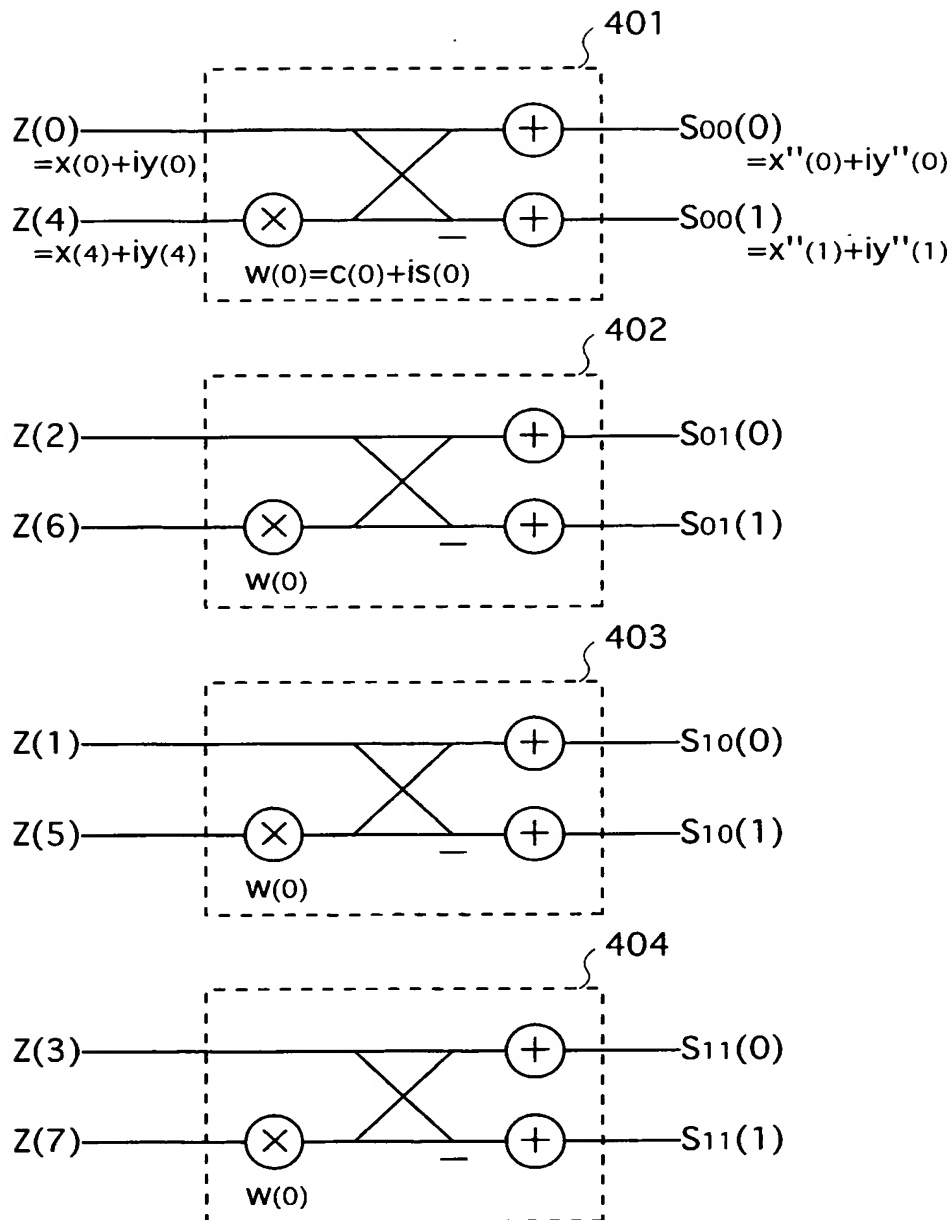 401
Z(0) S00(0)
=x(0)+iy(0) =x''(0)+iy''(0)
Z(4) × − + S00(1)
=x(4)+iy(4) =x''(1)+iy''(1)
w(0)=c(0)+is(0)
402
Z(2) + S01(0)
Z(6) × − + S01(1)
w(0)
403
Z(1) + S10(0)
Z(5) × − + S10(1)
w(0)
404
Z(3) + S11(0)
Z(7) × − + S11(1)
w(0)